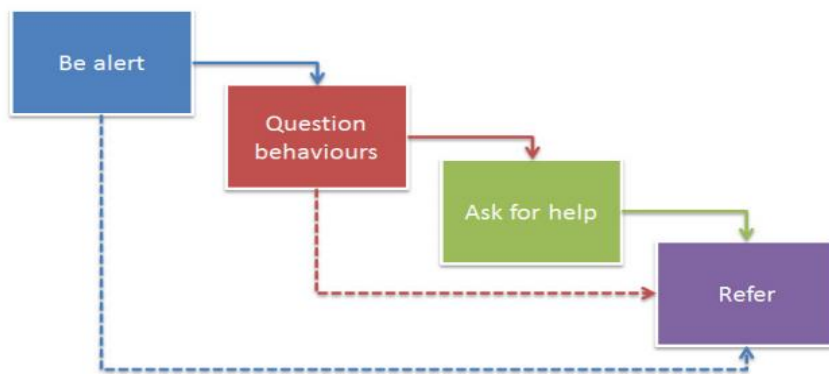 Be alert
Question
behaviours
Ask for help
Refer